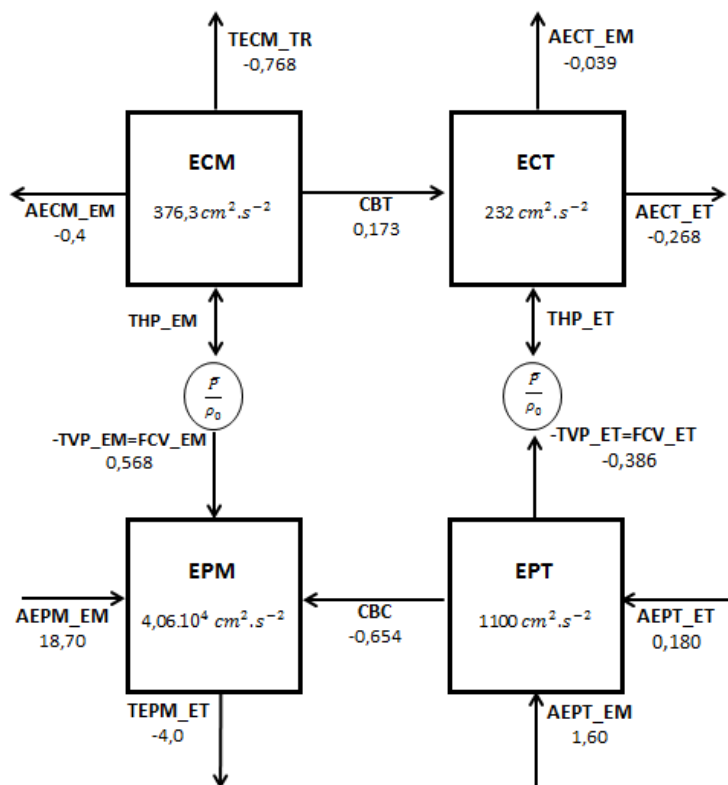 TECM_TR
-0,768
AECT_EM
-0,039
ECM
376,3 cm².s⁻²
ECT
232 cm².s⁻²
AECM_EM
-0,4
CBT
0,173
AECT_ET
-0,268
THP_EM
THP_ET
P̃
ρ₀
P̃
ρ₀
-TVP_EM=FCV_EM
0,568
-TVP_ET=FCV_ET
-0,386
EPM
4,06.10⁴ cm².s⁻²
EPT
1100 cm².s⁻²
AEPM_EM
18,70
CBC
-0,654
AEPT_ET
0,180
TEPM_ET
-4,0
AEPT_EM
1,60